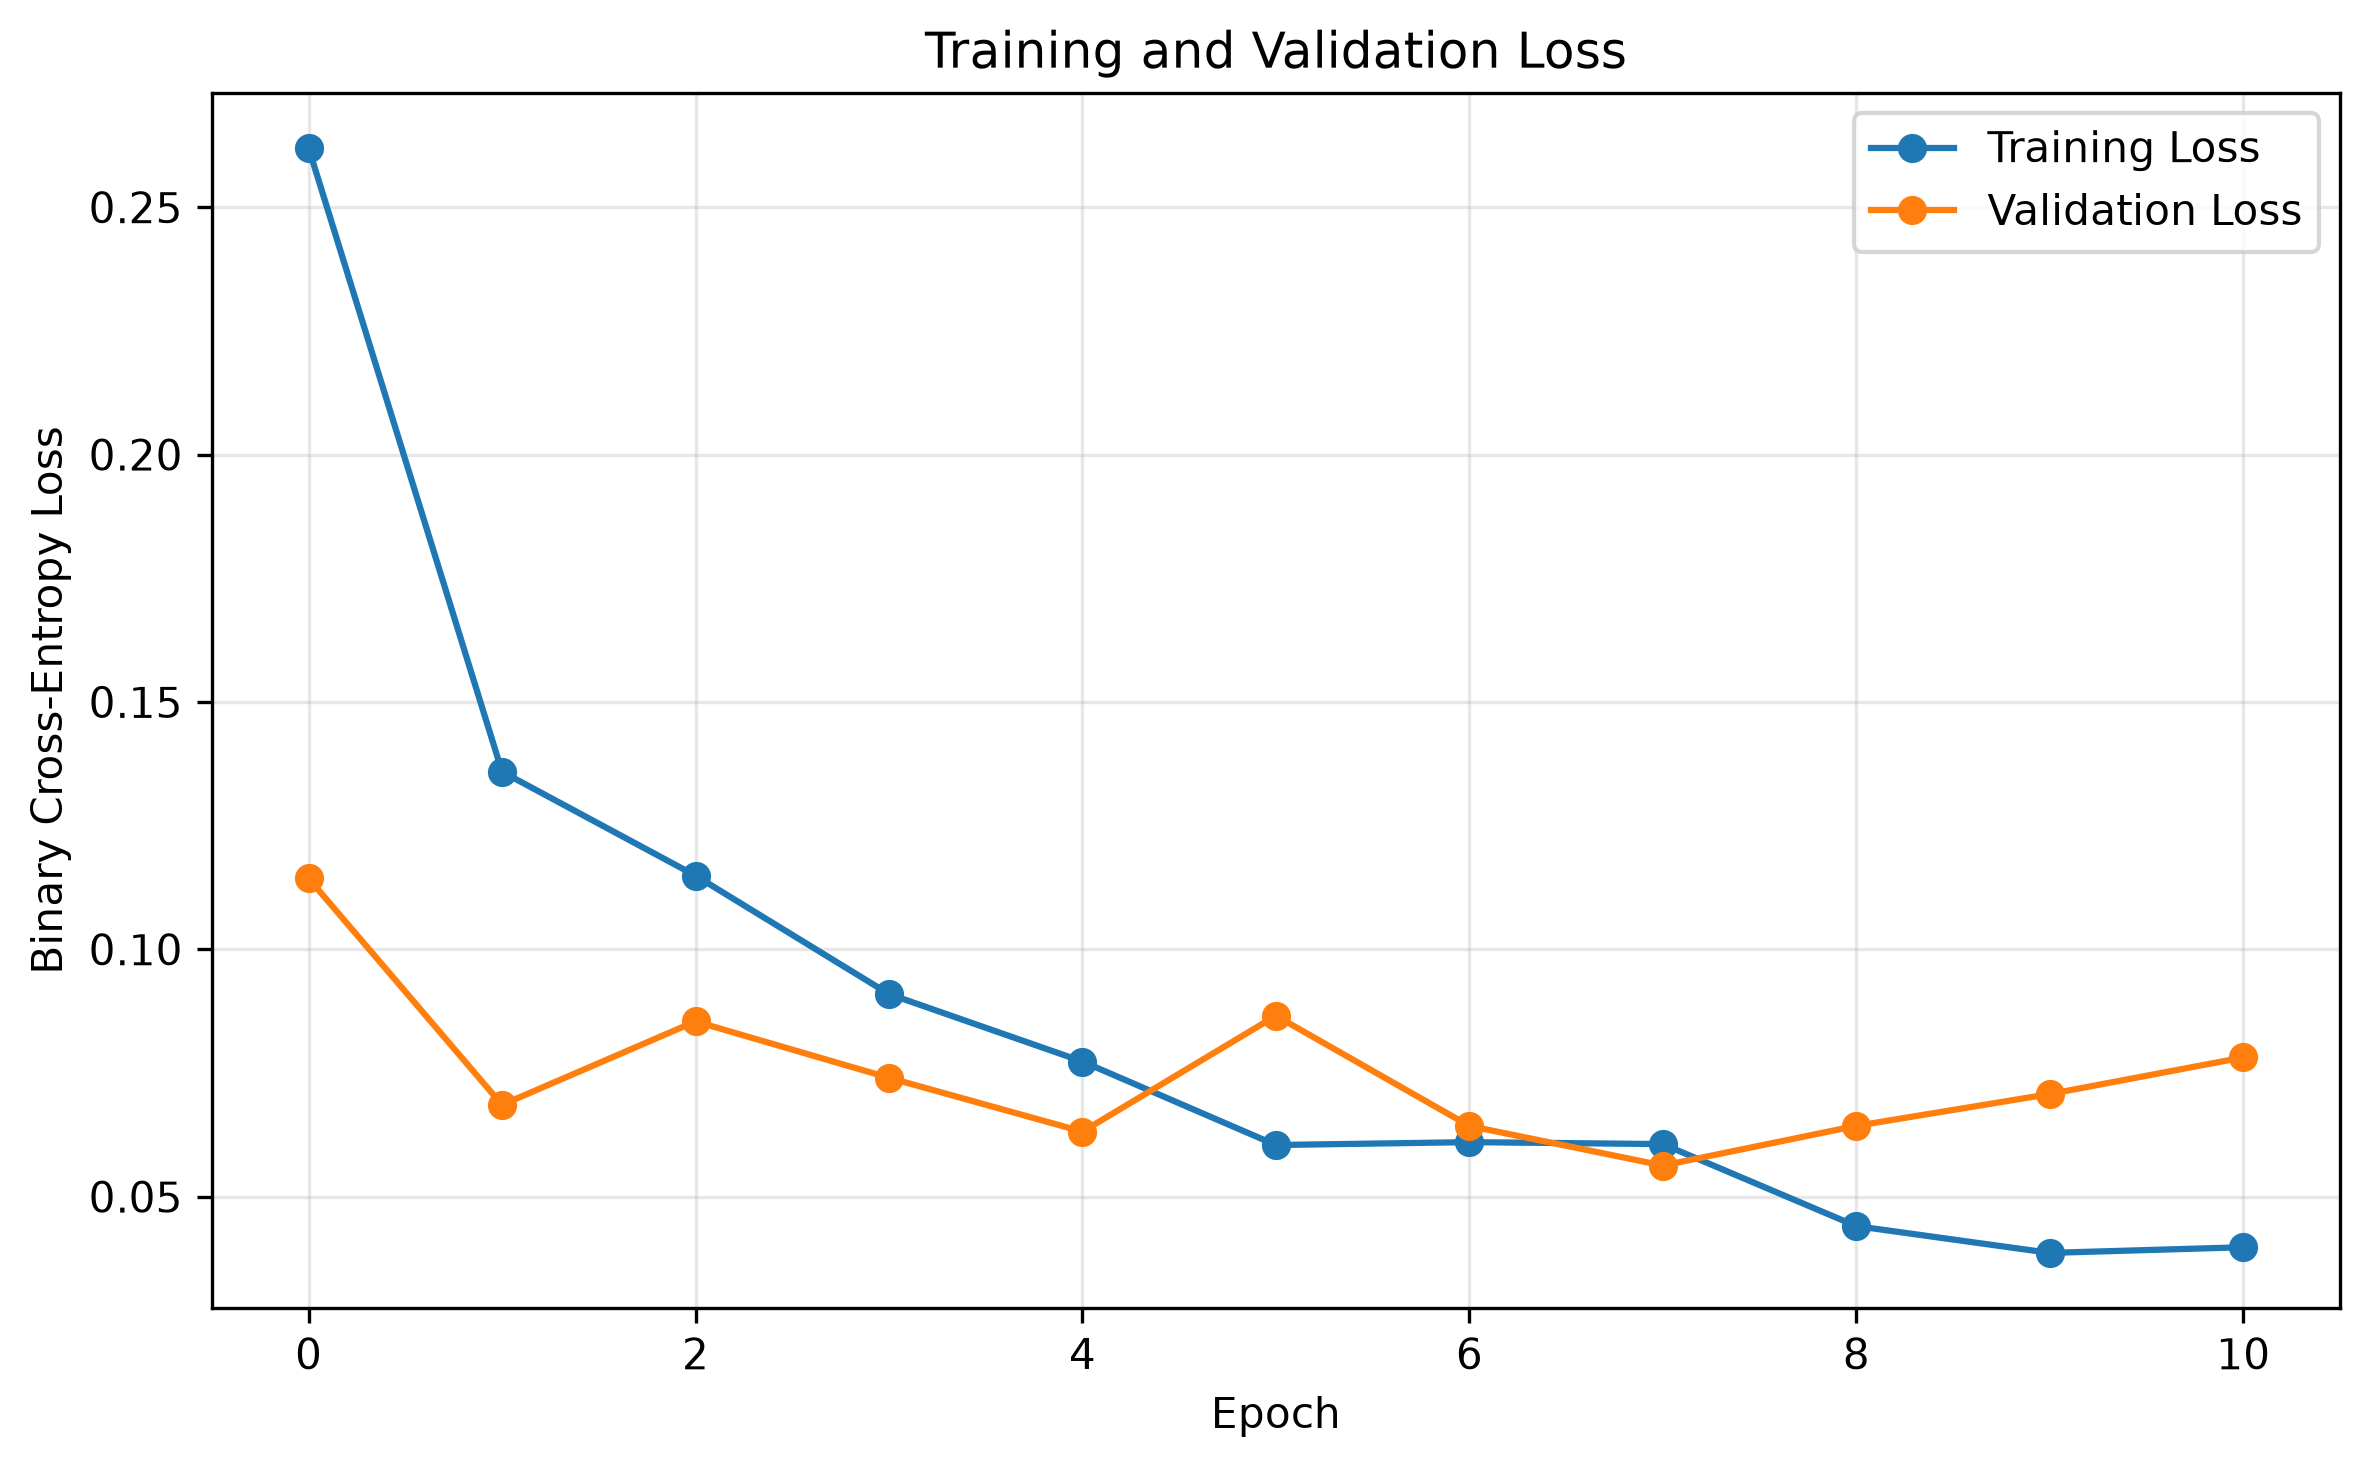 Training and Validation Loss
Training Loss
Validation Loss
Binary Cross-Entropy Loss
0.25
0.20
0.15
0.10
0.05
0 2 4 6 8 10
Epoch